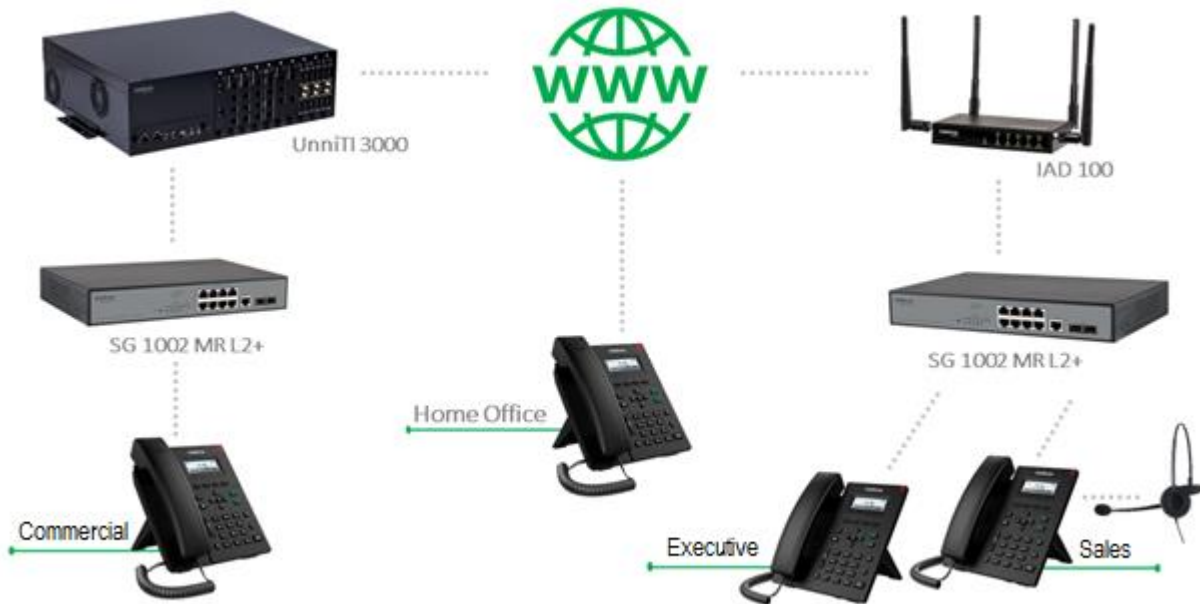 WWW
UnniTI 3000
IAD 100
SG 1002 MR L2+
SG 1002 MR L2+
Home Office
Commercial
Executive
Sales